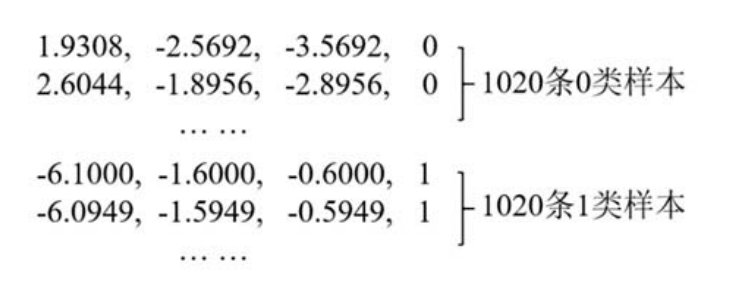 1.9308, -2.5692, -3.5692, 0
2.6044, -1.8956, -2.8956, 0
1020条0类样本
… …
-6.1000, -1.6000, -0.6000, 1
-6.0949, -1.5949, -0.5949, 1
1020条1类样本
… …